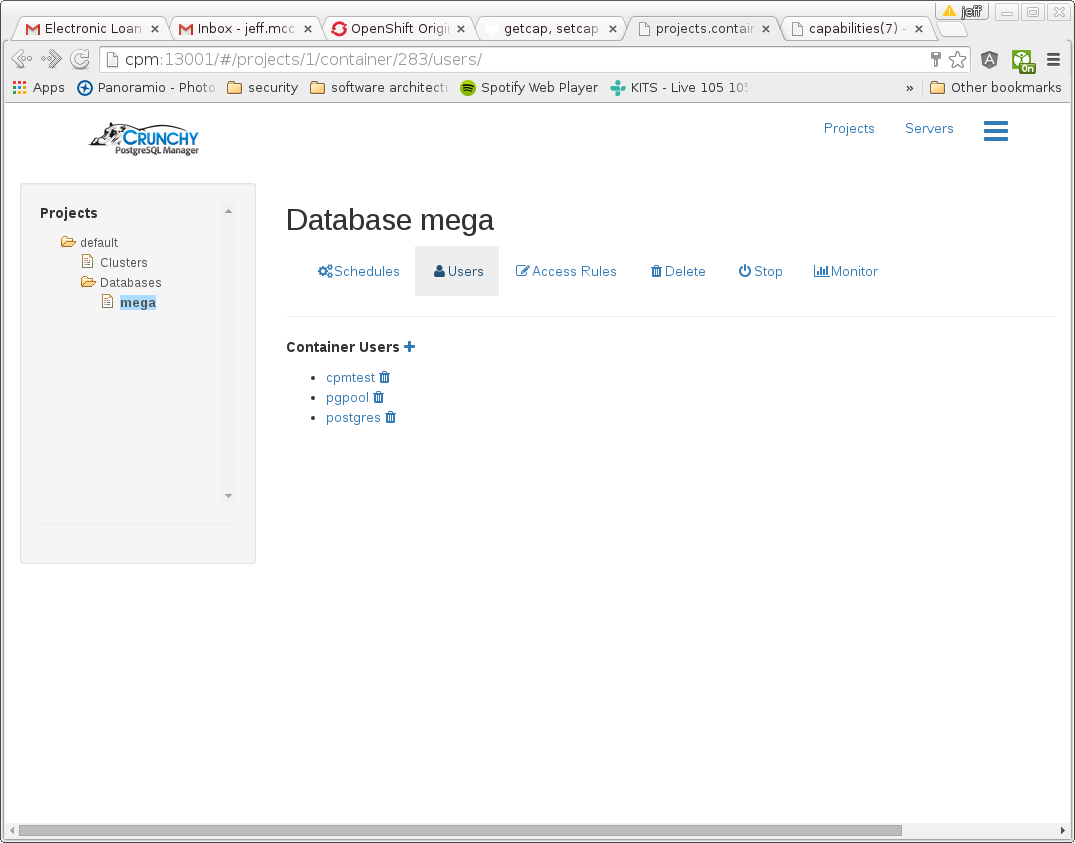 jeff
Electronic Loan
Inbox - jeff.mcc
OpenShift Origi
getcap, setcap
projects.contain
capabilities(7) -
cpm:13001/#/projects/1/container/283/users/
On
Apps
Panoramio - Photo
security
software architectu
Spotify Web Player
KITS - Live 105 105
»
Other bookmarks
CRUNCHY
PostgreSQL Manager
Projects
Servers
Projects
default
Clusters
Databases
mega
Database mega
Schedules
Users
Access Rules
Delete
Stop
Monitor
Container Users
cpmtest
pgpool
postgres